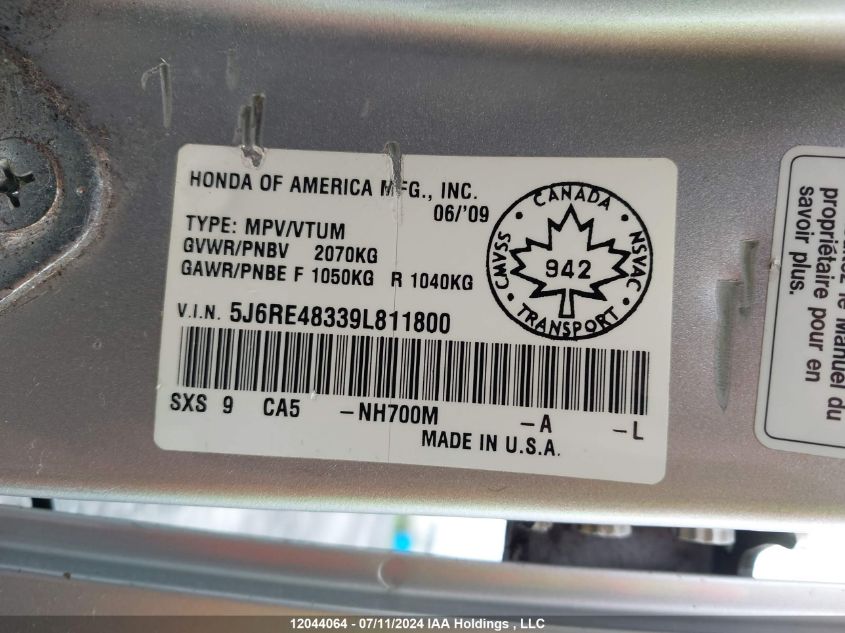 HONDA OF AMERICA MFG., INC.
06/'09
TYPE: MPV/VTUM
GVWR/PNBV 2070KG
GAWR/PNBE F 1050KG R 1040KG
V.I.N. 5J6RE48339L811800
SXS 9 CA5 -NH700M -A -L
MADE IN U.S.A.
CANADA
CMVSS
NSVAC
942
TRANSPORT
le Manuel du
propriétaire pour en
savoir plus.
12044064 - 07/11/2024 IAA Holdings , LLC